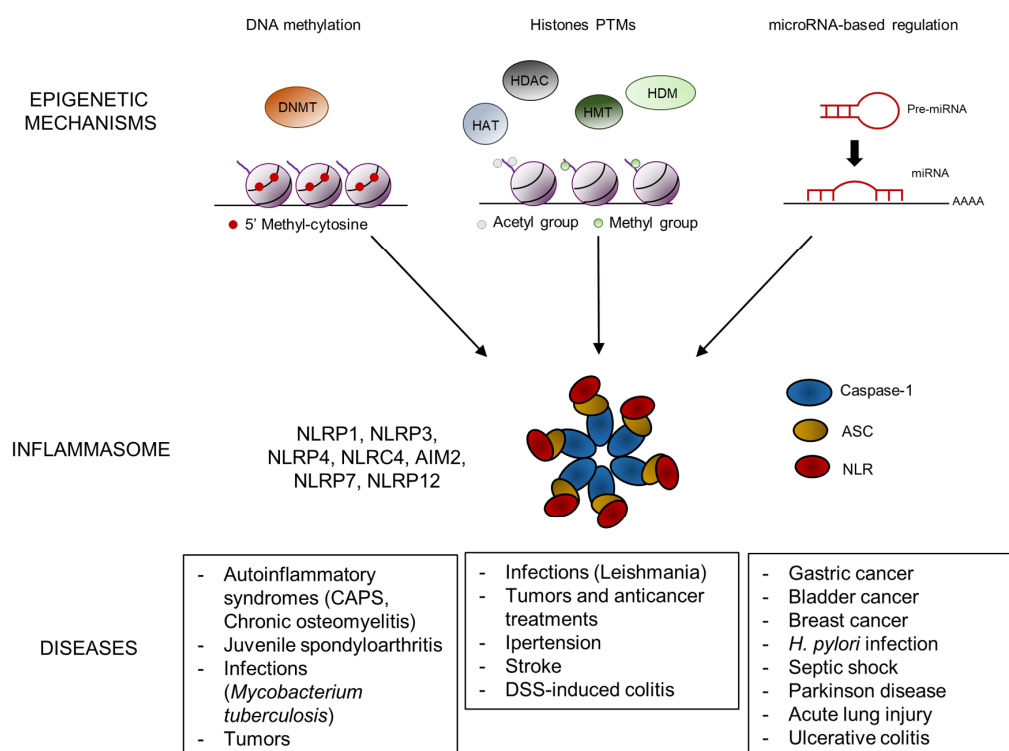 DNA methylation
Histones PTMs
microRNA-based regulation
EPIGENETIC
MECHANISMS
DNMT
HAT
HDAC
HMT
HDM
Pre-miRNA
miRNA
AAAA
5' Methyl-cytosine
Acetyl group
Methyl group
INFLAMMASOME
NLRP1, NLRP3,
NLRP4, NLRC4, AIM2,
NLRP7, NLRP12
Caspase-1
ASC
NLR
DISEASES
- Autoinflammatory
syndromes (CAPS,
Chronic osteomyelitis)
- Juvenile spondyloarthritis
- Infections
(Mycobacterium
tuberculosis)
- Tumors
- Infections (Leishmania)
- Tumors and anticancer
treatments
- Ipertension
- Stroke
- DSS-induced colitis
- Gastric cancer
- Bladder cancer
- Breast cancer
- H. pylori infection
- Septic shock
- Parkinson disease
- Acute lung injury
- Ulcerative colitis